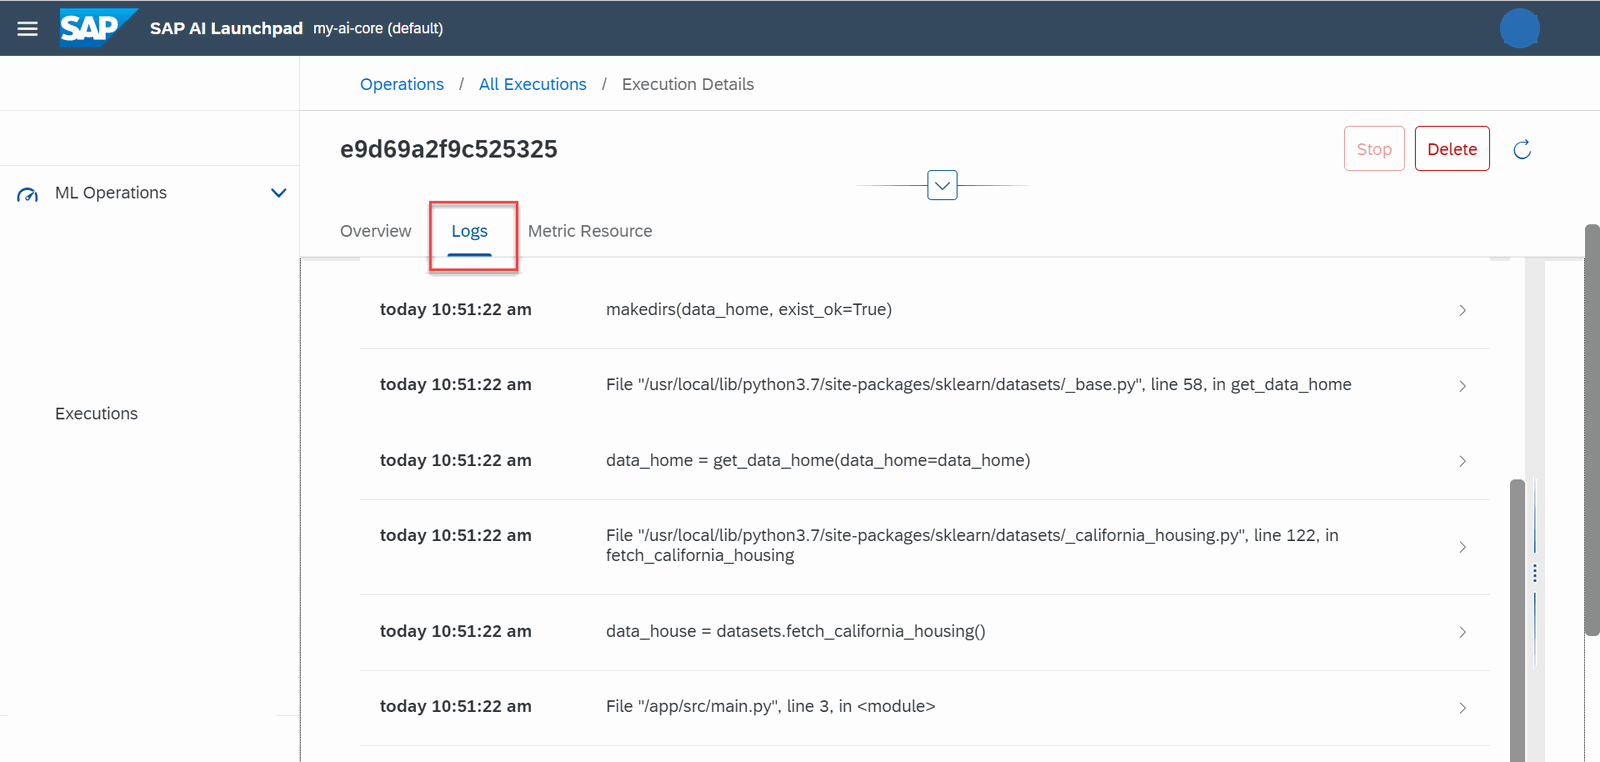 SAP SAP AI Launchpad my-ai-core (default)
Operations / All Executions / Execution Details
e9d69a2f9c525325
Stop Delete
ML Operations
Overview Logs Metric Resource
today 10:51:22 am makedirs(data_home, exist_ok=True)
today 10:51:22 am File "/usr/local/lib/python3.7/site-packages/sklearn/datasets/_base.py", line 58, in get_data_home
Executions
today 10:51:22 am data_home = get_data_home(data_home=data_home)
today 10:51:22 am File "/usr/local/lib/python3.7/site-packages/sklearn/datasets/_california_housing.py", line 122, in
fetch_california_housing
today 10:51:22 am data_house = datasets.fetch_california_housing()
today 10:51:22 am File "/app/src/main.py", line 3, in <module>